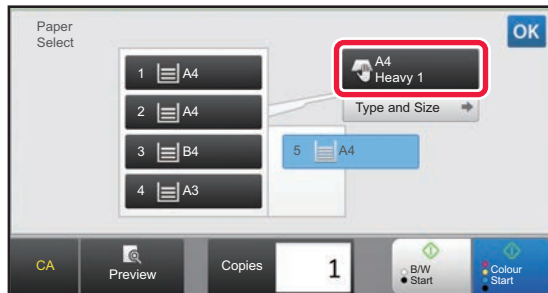 Paper
Select
OK
A4
Heavy 1
1 A4
2 A4
Type and Size
3 B4
5 A4
4 A3
CA
Preview
Copies
1
B/W
Start
Colour
Start